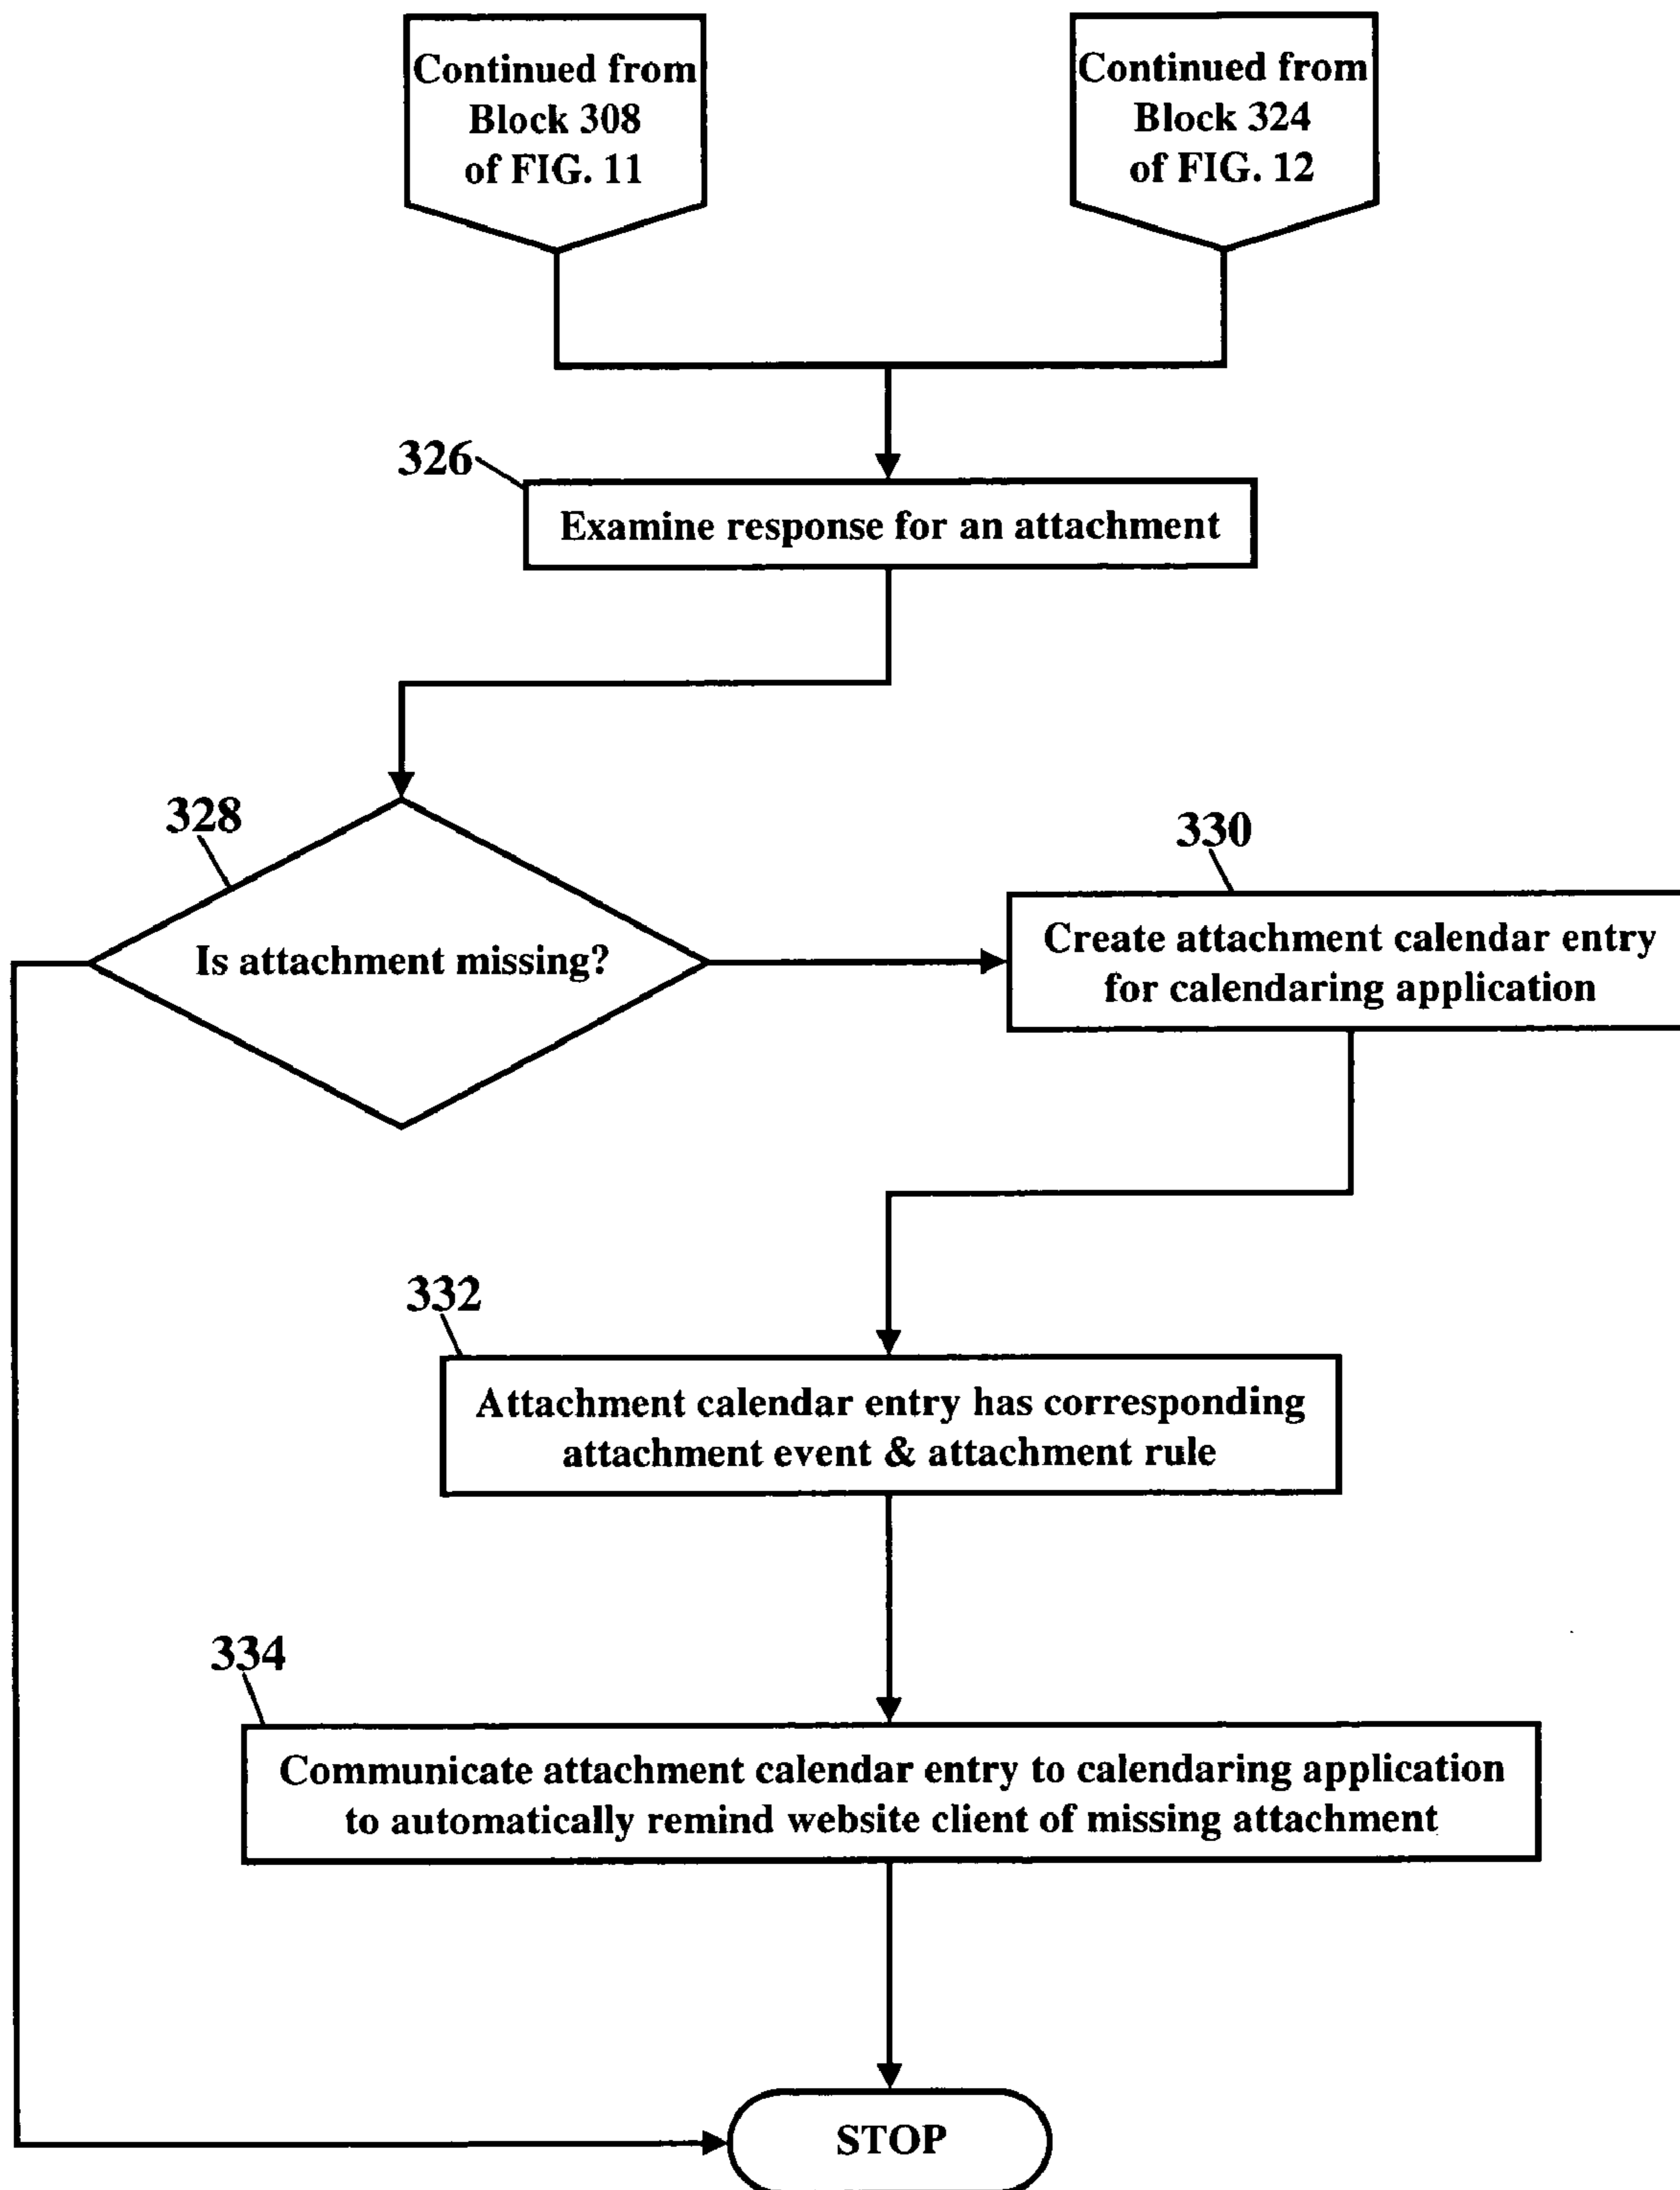 Continued from
Block 308
of FIG. 11
Continued from
Block 324
of FIG. 12
326
Examine response for an attachment
328
Is attachment missing?
330
Create attachment calendar entry
for calendaring application
332
Attachment calendar entry has corresponding
attachment event & attachment rule
334
Communicate attachment calendar entry to calendaring application
to automatically remind website client of missing attachment
STOP